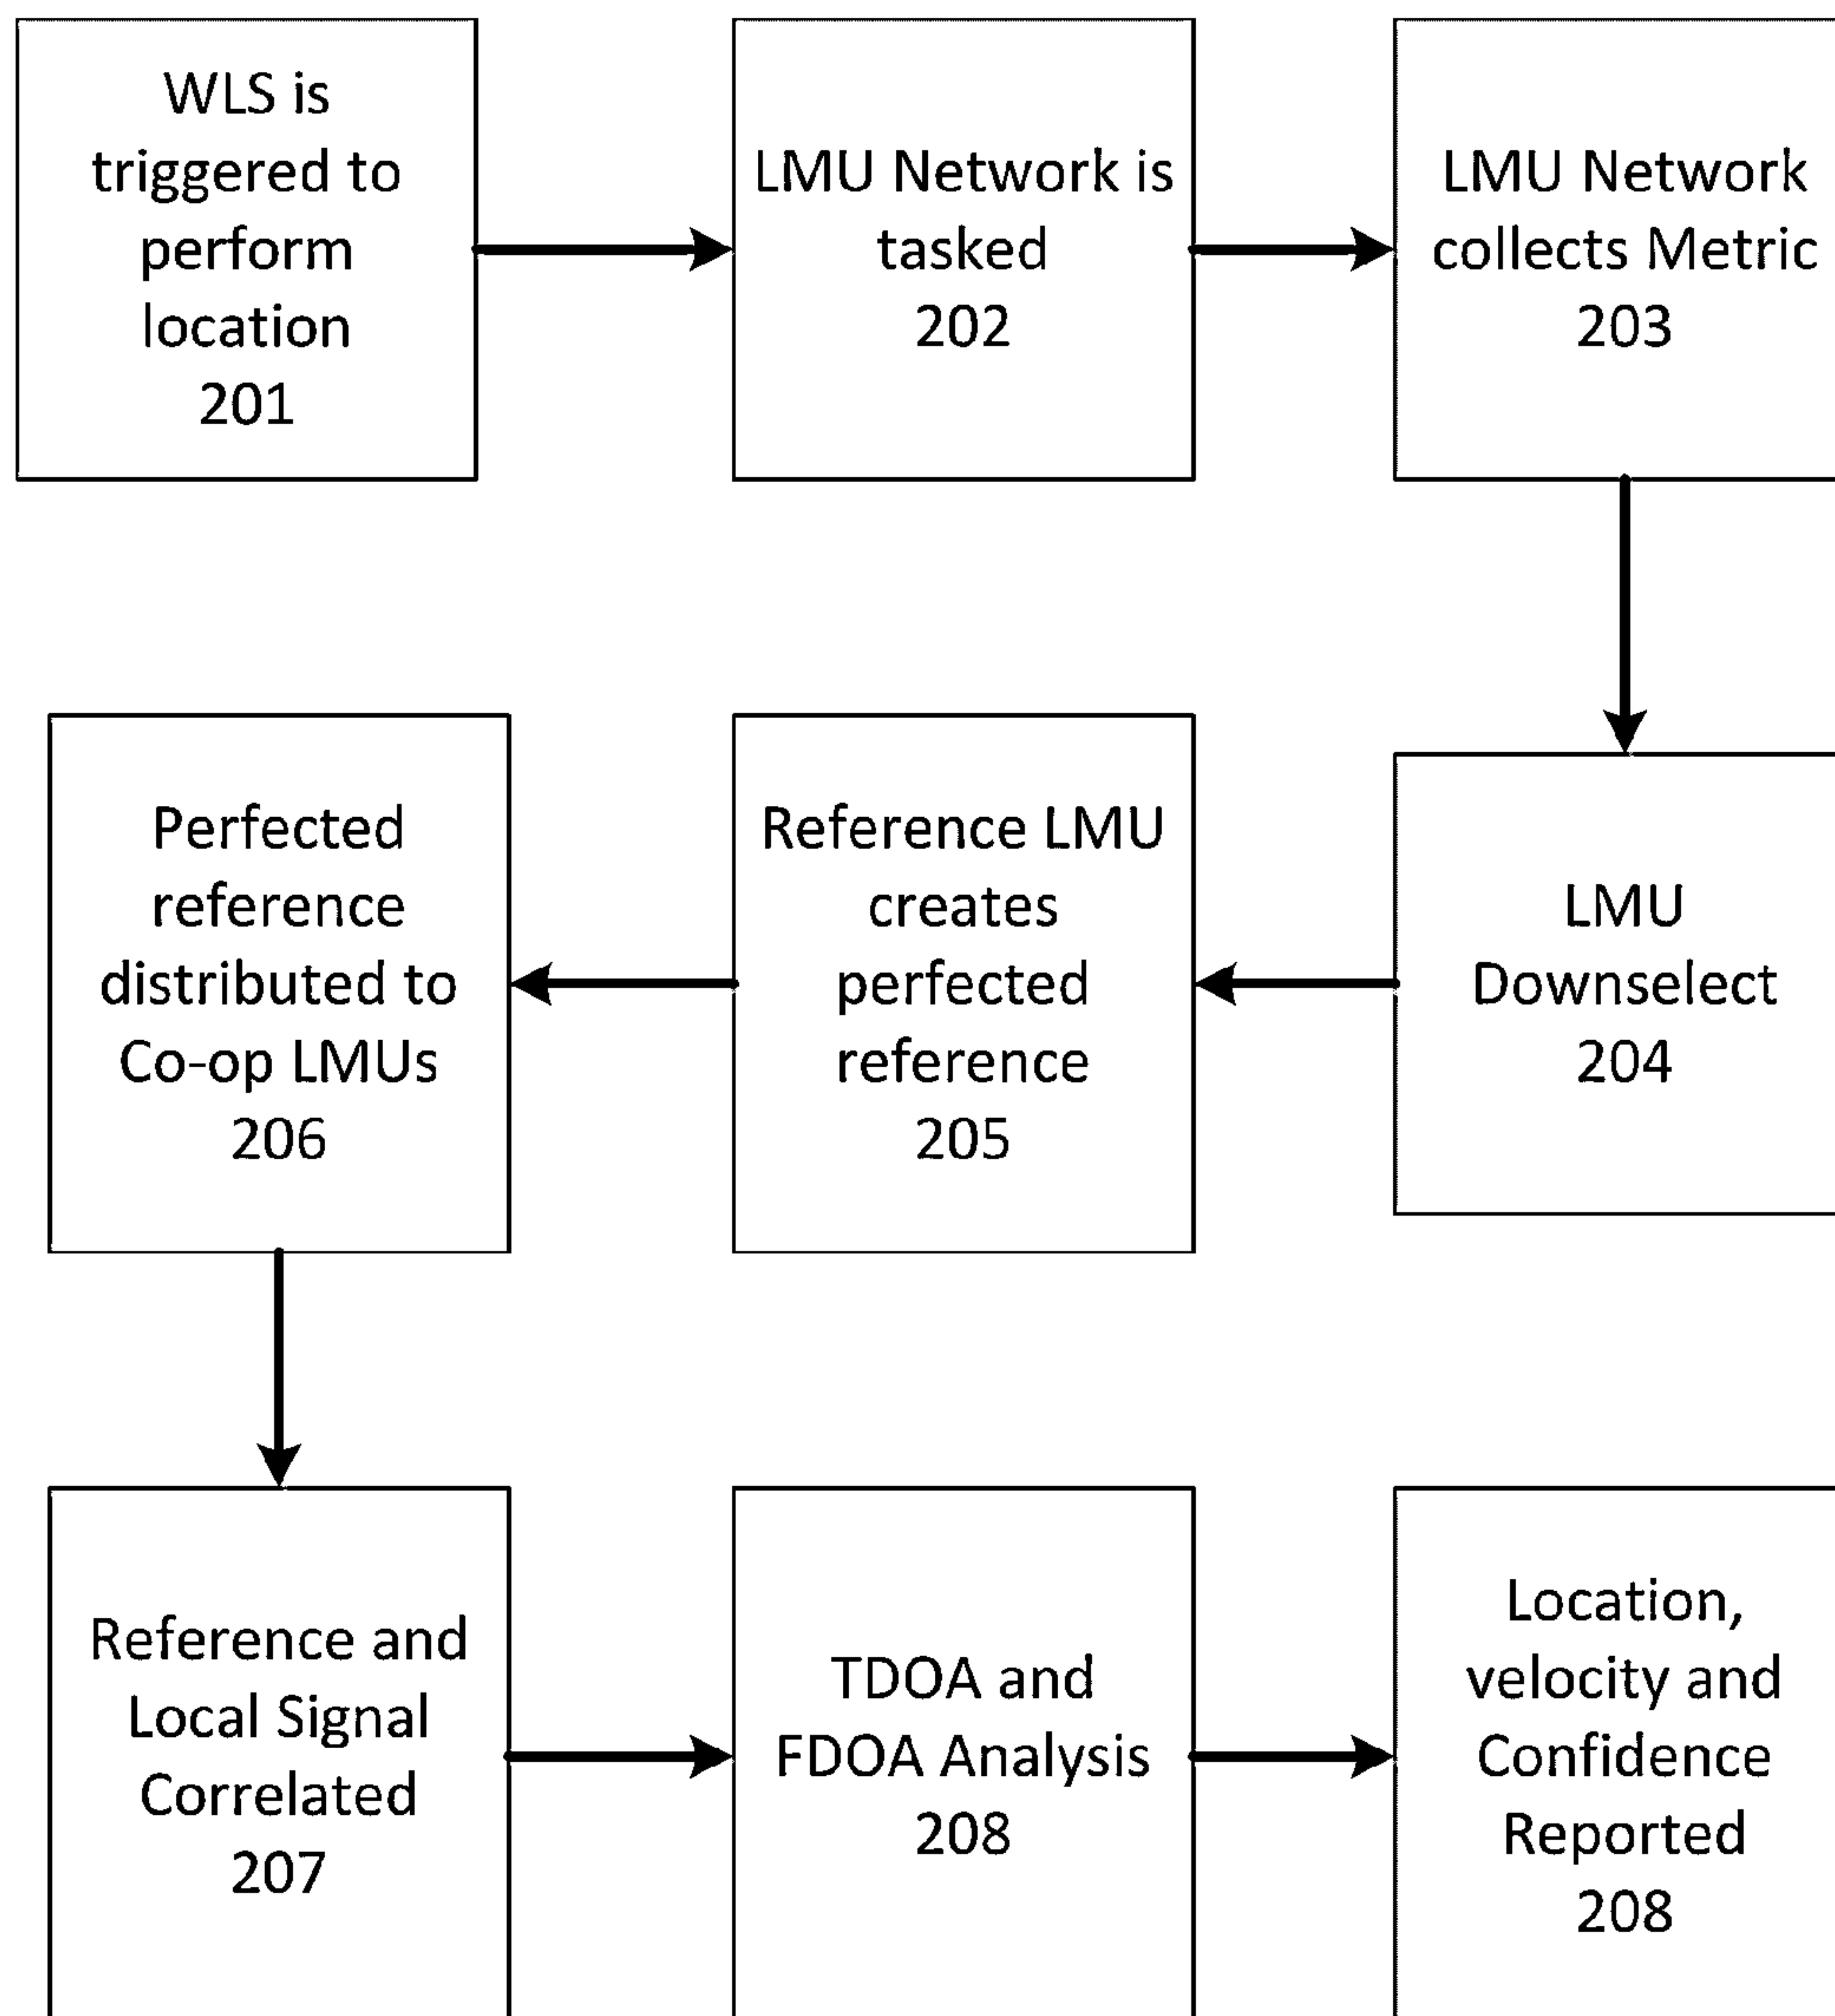 WLS is
triggered to
perform
location
201
LMU Network is
tasked
202
LMU Network
collects Metric
203
LMU
Downselect
204
Reference LMU
creates
perfected
reference
205
Perfected
reference
distributed to
Co-op LMUs
206
Reference and
Local Signal
Correlated
207
TDOA and
FDOA Analysis
208
Location,
velocity and
Confidence
Reported
208